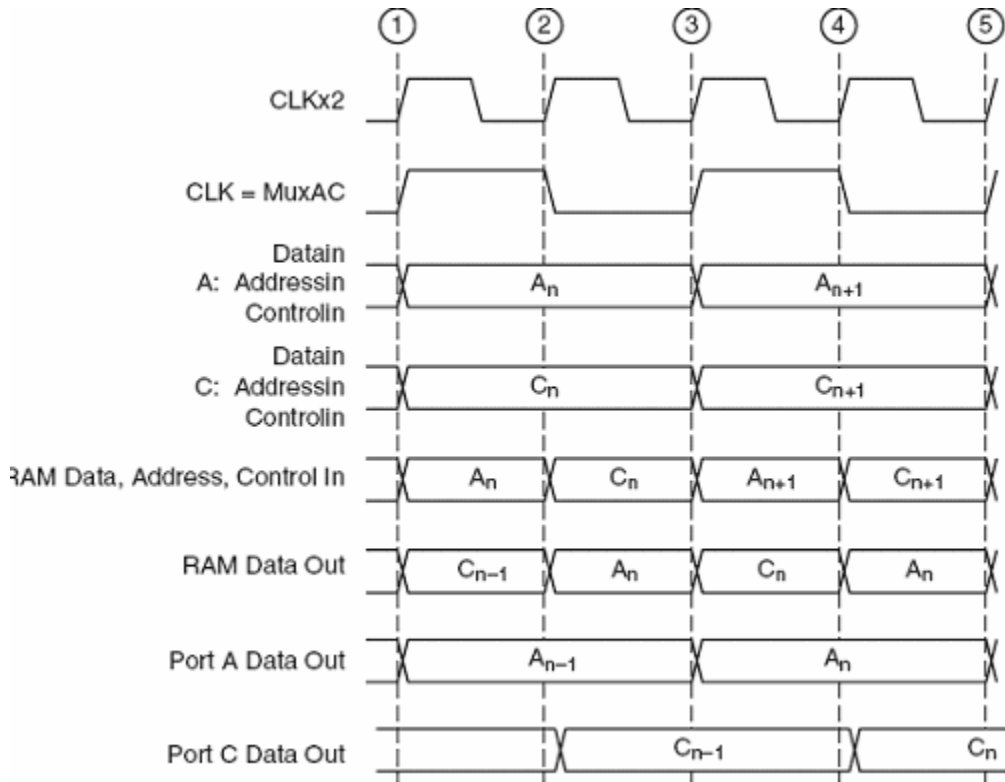 1 2 3 4 5
CLKx2
CLK = MuxAC
Datain
A: Addressin
Controlin
An An+1
Datain
C: Addressin
Controlin
Cn Cn+1
RAM Data, Address, Control In An Cn An+1 Cn+1
RAM Data Out Cn–1 An Cn An
Port A Data Out An–1 An
Port C Data Out Cn–1 Cn